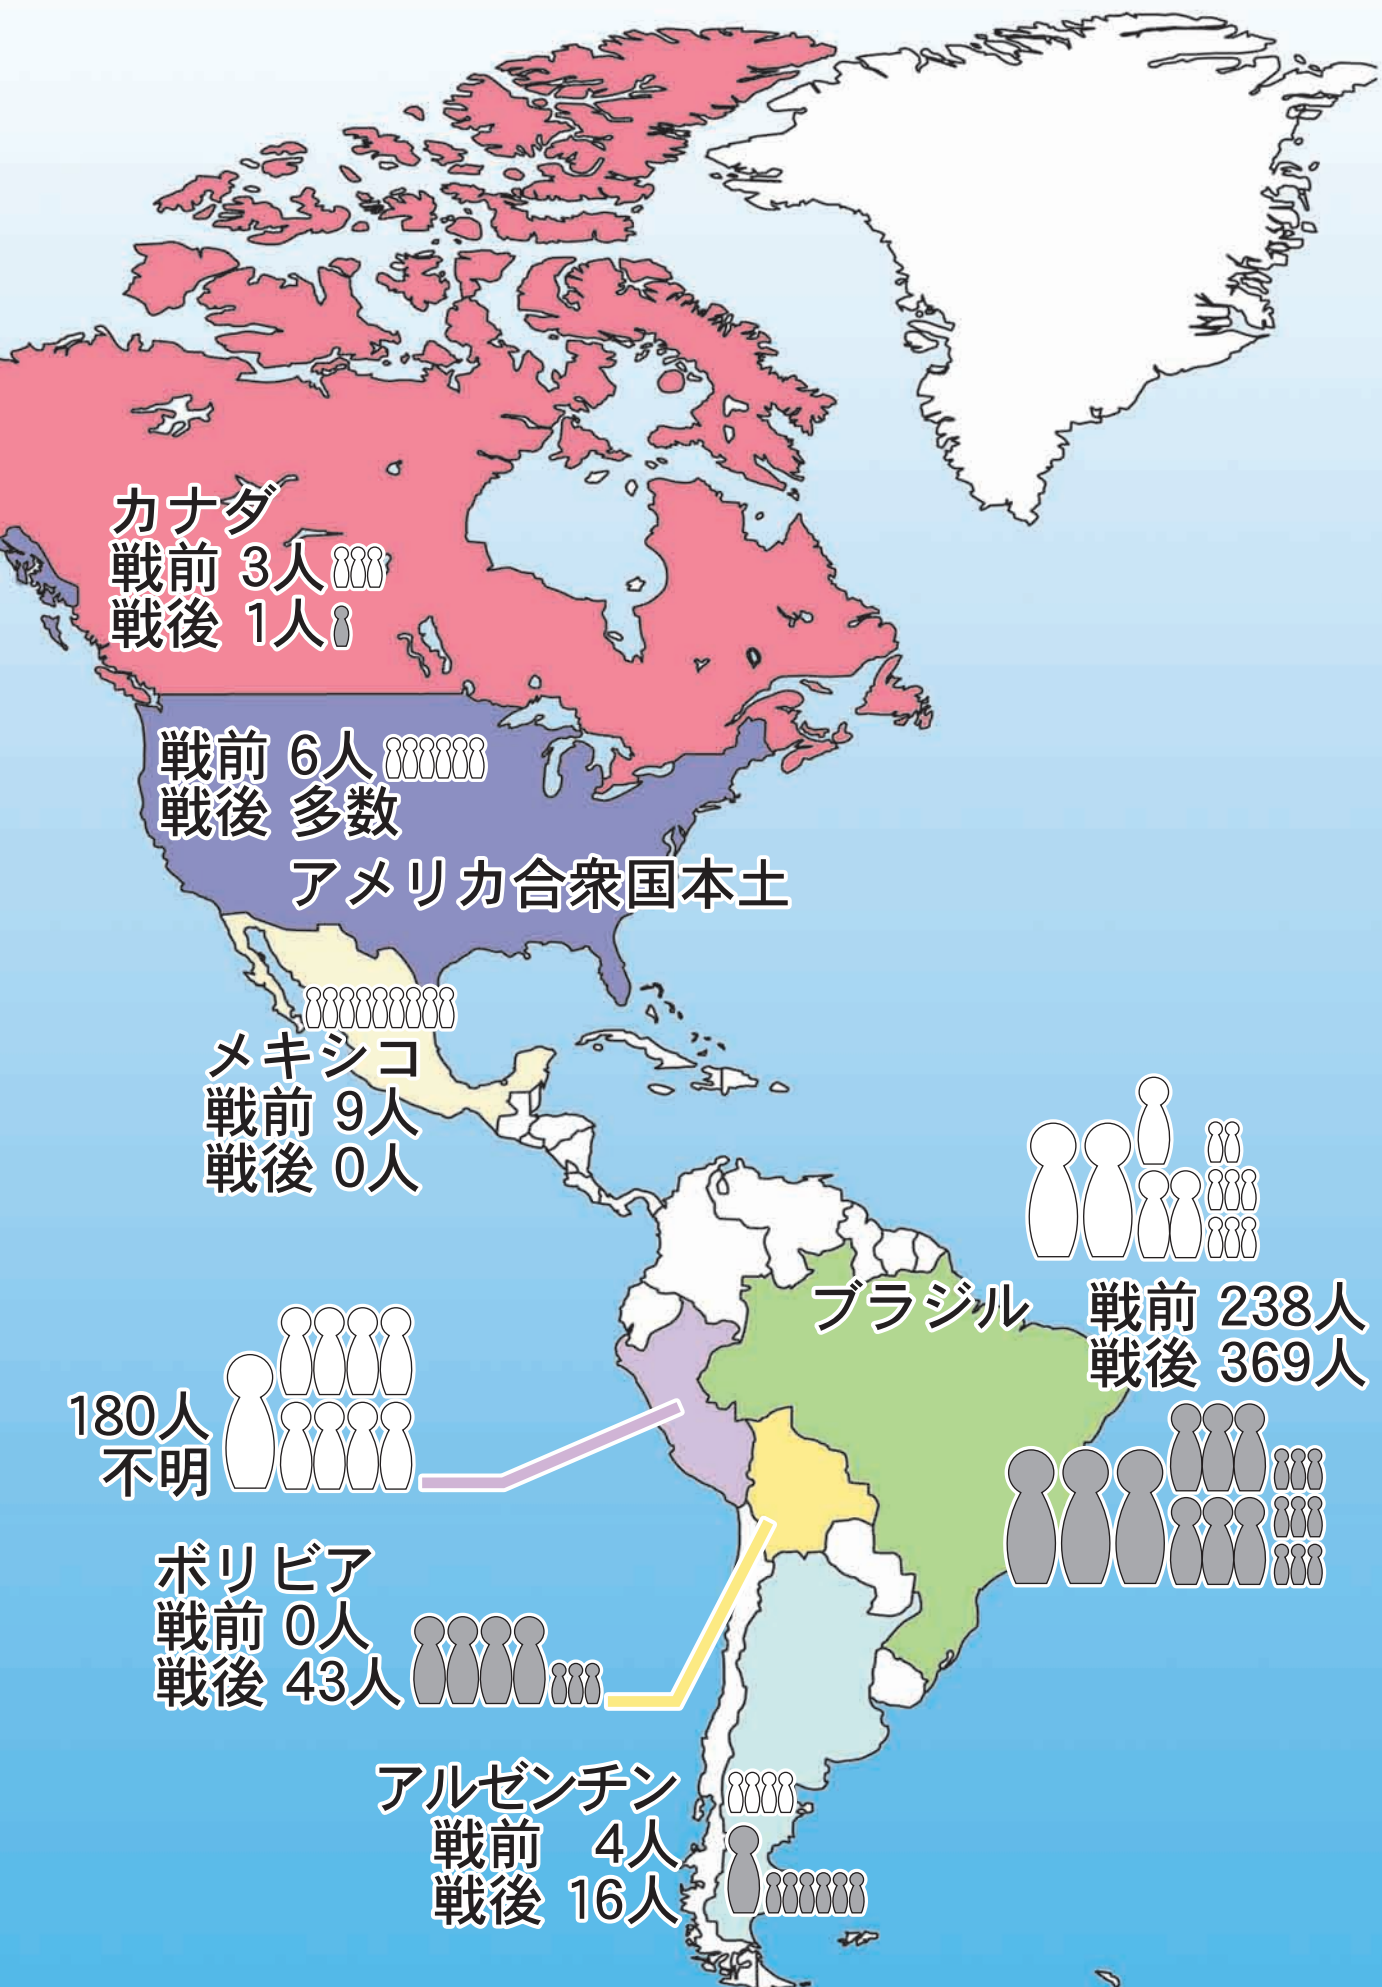 カナダ
戦前 3人
戦後 1人
戦前 6人
戦後 多数
アメリカ合衆国本土
メキシコ
戦前 9人
戦後 0人
ブラジル 戦前 238人
戦後 369人
180人
不明
ボリビア
戦前 0人
戦後 43人
アルゼンチン
戦前 4人
戦後 16人